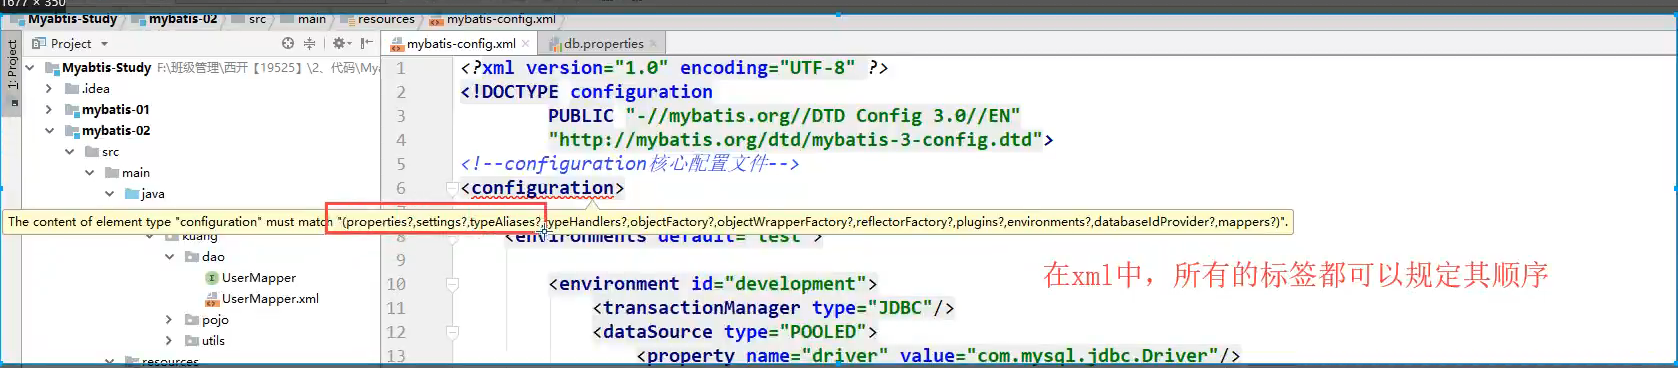 1677 × 350
Myabtis-Study mybatis-02 src main resources mybatis-config.xml
1: Project
Project
mybatis-config.xml db.properties
Myabtis-Study F:\班级管理\西开【19525】\2、代码\Mya
.idea
mybatis-01
mybatis-02
src
main
java
kuang
dao
UserMapper
UserMapper.xml
pojo
utils
resources
1 <?xml version="1.0" encoding="UTF-8" ?>
2 <!DOCTYPE configuration
3 PUBLIC "-//mybatis.org//DTD Config 3.0//EN"
4 "http://mybatis.org/dtd/mybatis-3-config.dtd">
5 <!--configuration核心配置文件-->
6 <configuration>
The content of element type "configuration" must match "(properties?,settings?,typeAliases?,typeHandlers?,objectFactory?,objectWrapperFactory?,reflectorFactory?,plugins?,environments?,databaseIdProvider?,mappers?)".
8 <environments default="test">
9
10 <environment id="development">
11 <transactionManager type="JDBC"/>
12 <dataSource type="POOLED">
13 <property name="driver" value="com.mysql.jdbc.Driver"/>
在xml中，所有的标签都可以规定其顺序